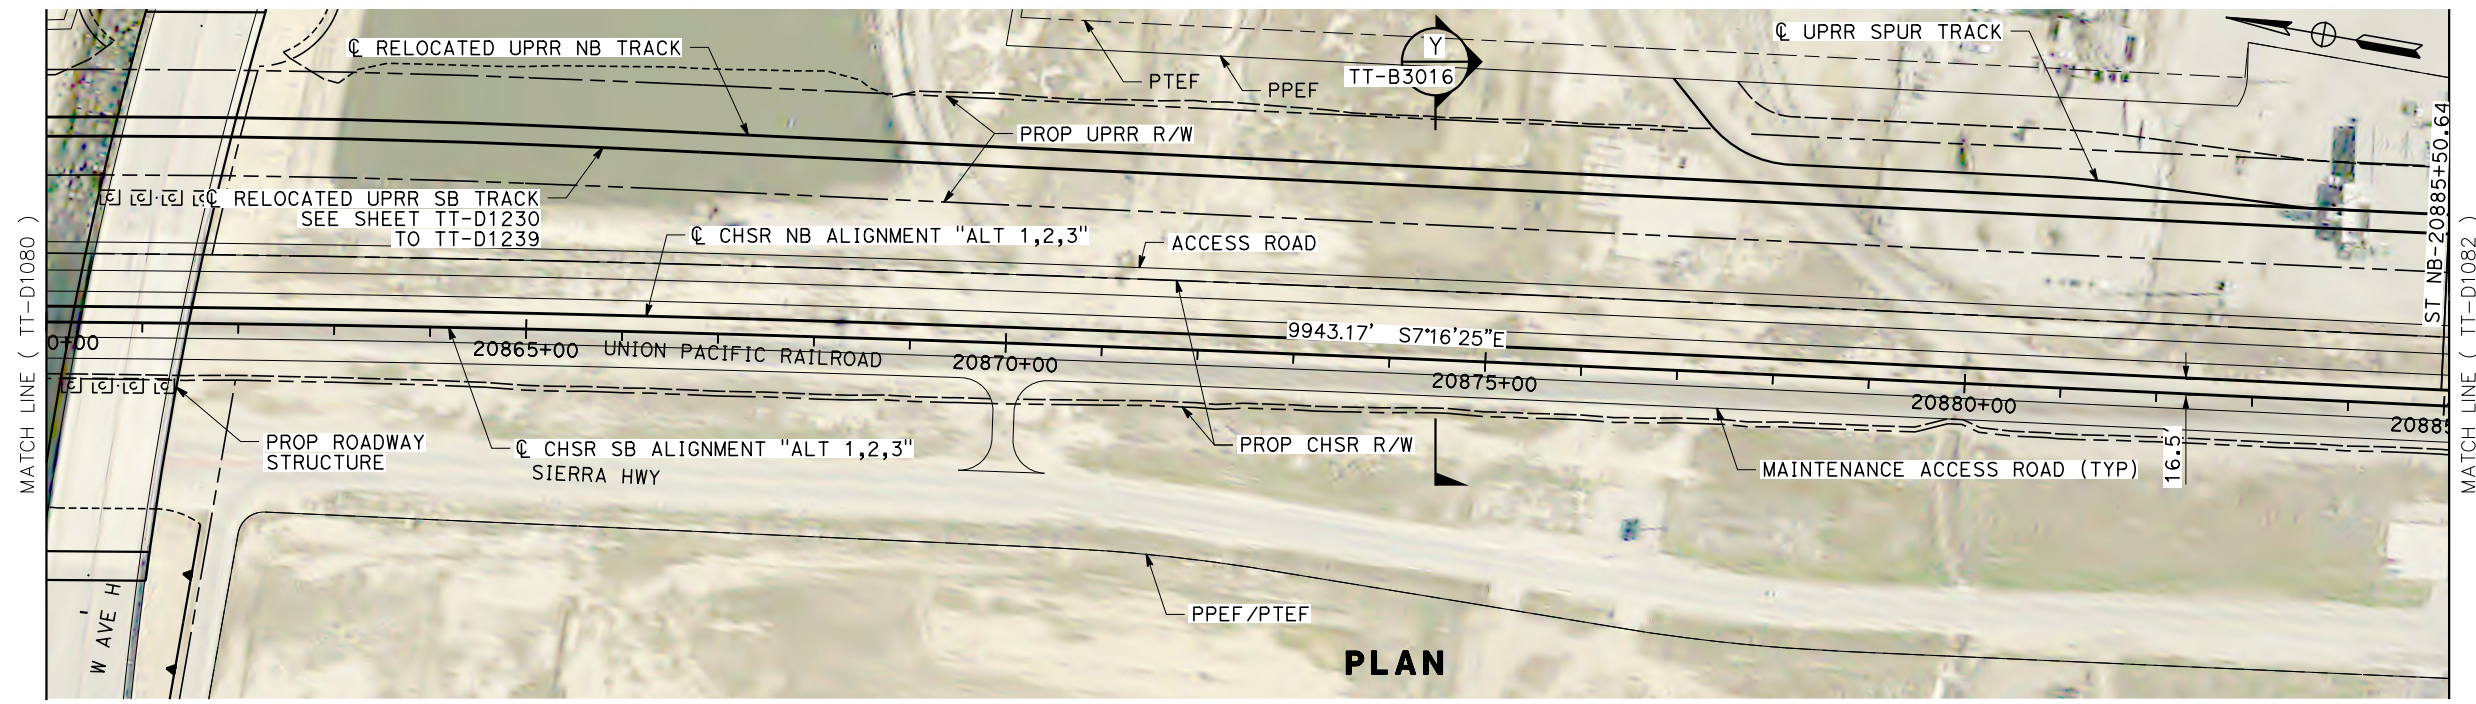 ℄ RELOCATED UPRR NB TRACK
Y
TT-B3016
℄ UPRR SPUR TRACK
PTEF
PPEF
PROP UPRR R/W
℄ RELOCATED UPRR SB TRACK
SEE SHEET TT-D1230
TO TT-D1239
℄ CHSR NB ALIGNMENT "ALT 1,2,3"
ACCESS ROAD
MATCH LINE ( TT-D1080 )
ST NB-20885+50.64
MATCH LINE ( TT-D1082 )
9943.17' S7°16'25"E
0+00
20865+00
UNION PACIFIC RAILROAD
20870+00
20875+00
20880+00
2088
PROP ROADWAY
STRUCTURE
℄ CHSR SB ALIGNMENT "ALT 1,2,3"
SIERRA HWY
PROP CHSR R/W
MAINTENANCE ACCESS ROAD (TYP)
16.5'
W AVE H
PPEF/PTEF
PLAN